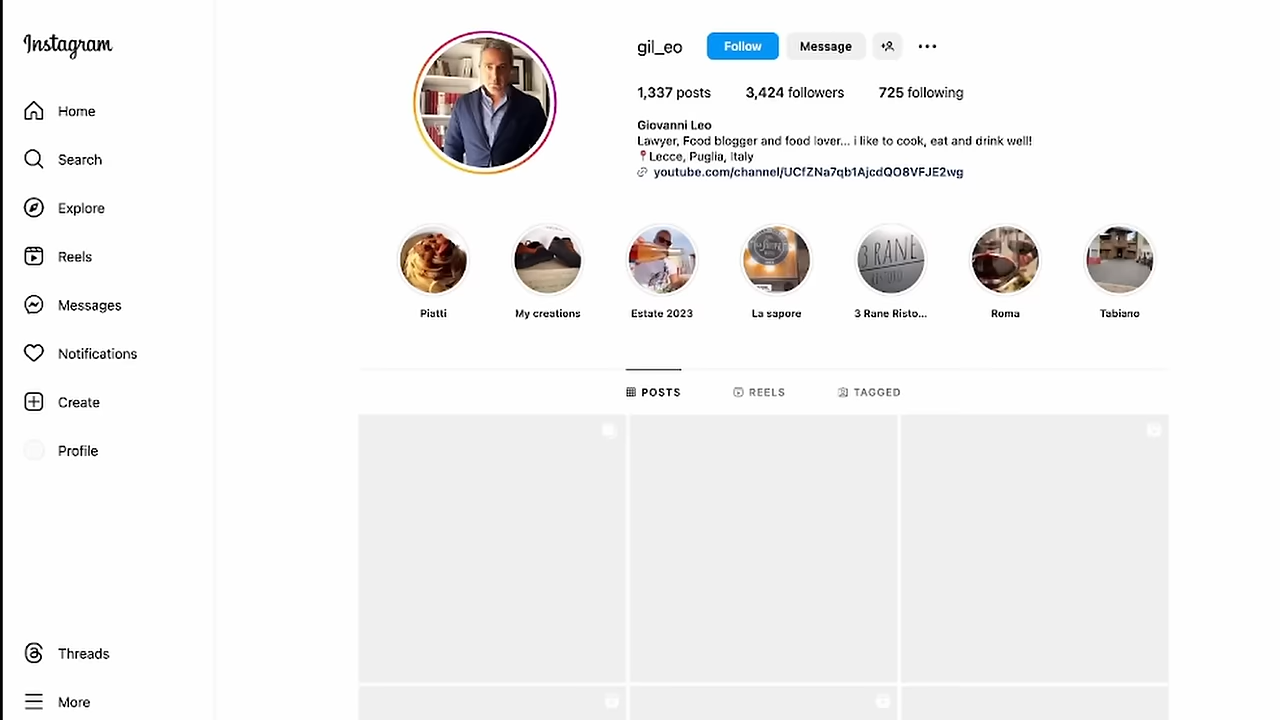 Instagram
Home
Search
Explore
Reels
Messages
Notifications
Create
Profile
Threads
More
gil_eo Follow Message
1,337 posts 3,424 followers 725 following
Giovanni Leo
Lawyer, Food blogger and food lover... i like to cook, eat and drink well!
📍Lecce, Puglia, Italy
youtube.com/channel/UCfZNa7qb1AjcdQO8VFJE2wg
3 RANE
Piatti My creations Estate 2023 La sapore 3 Rane Risto... Roma Tabiano
POSTS REELS TAGGED